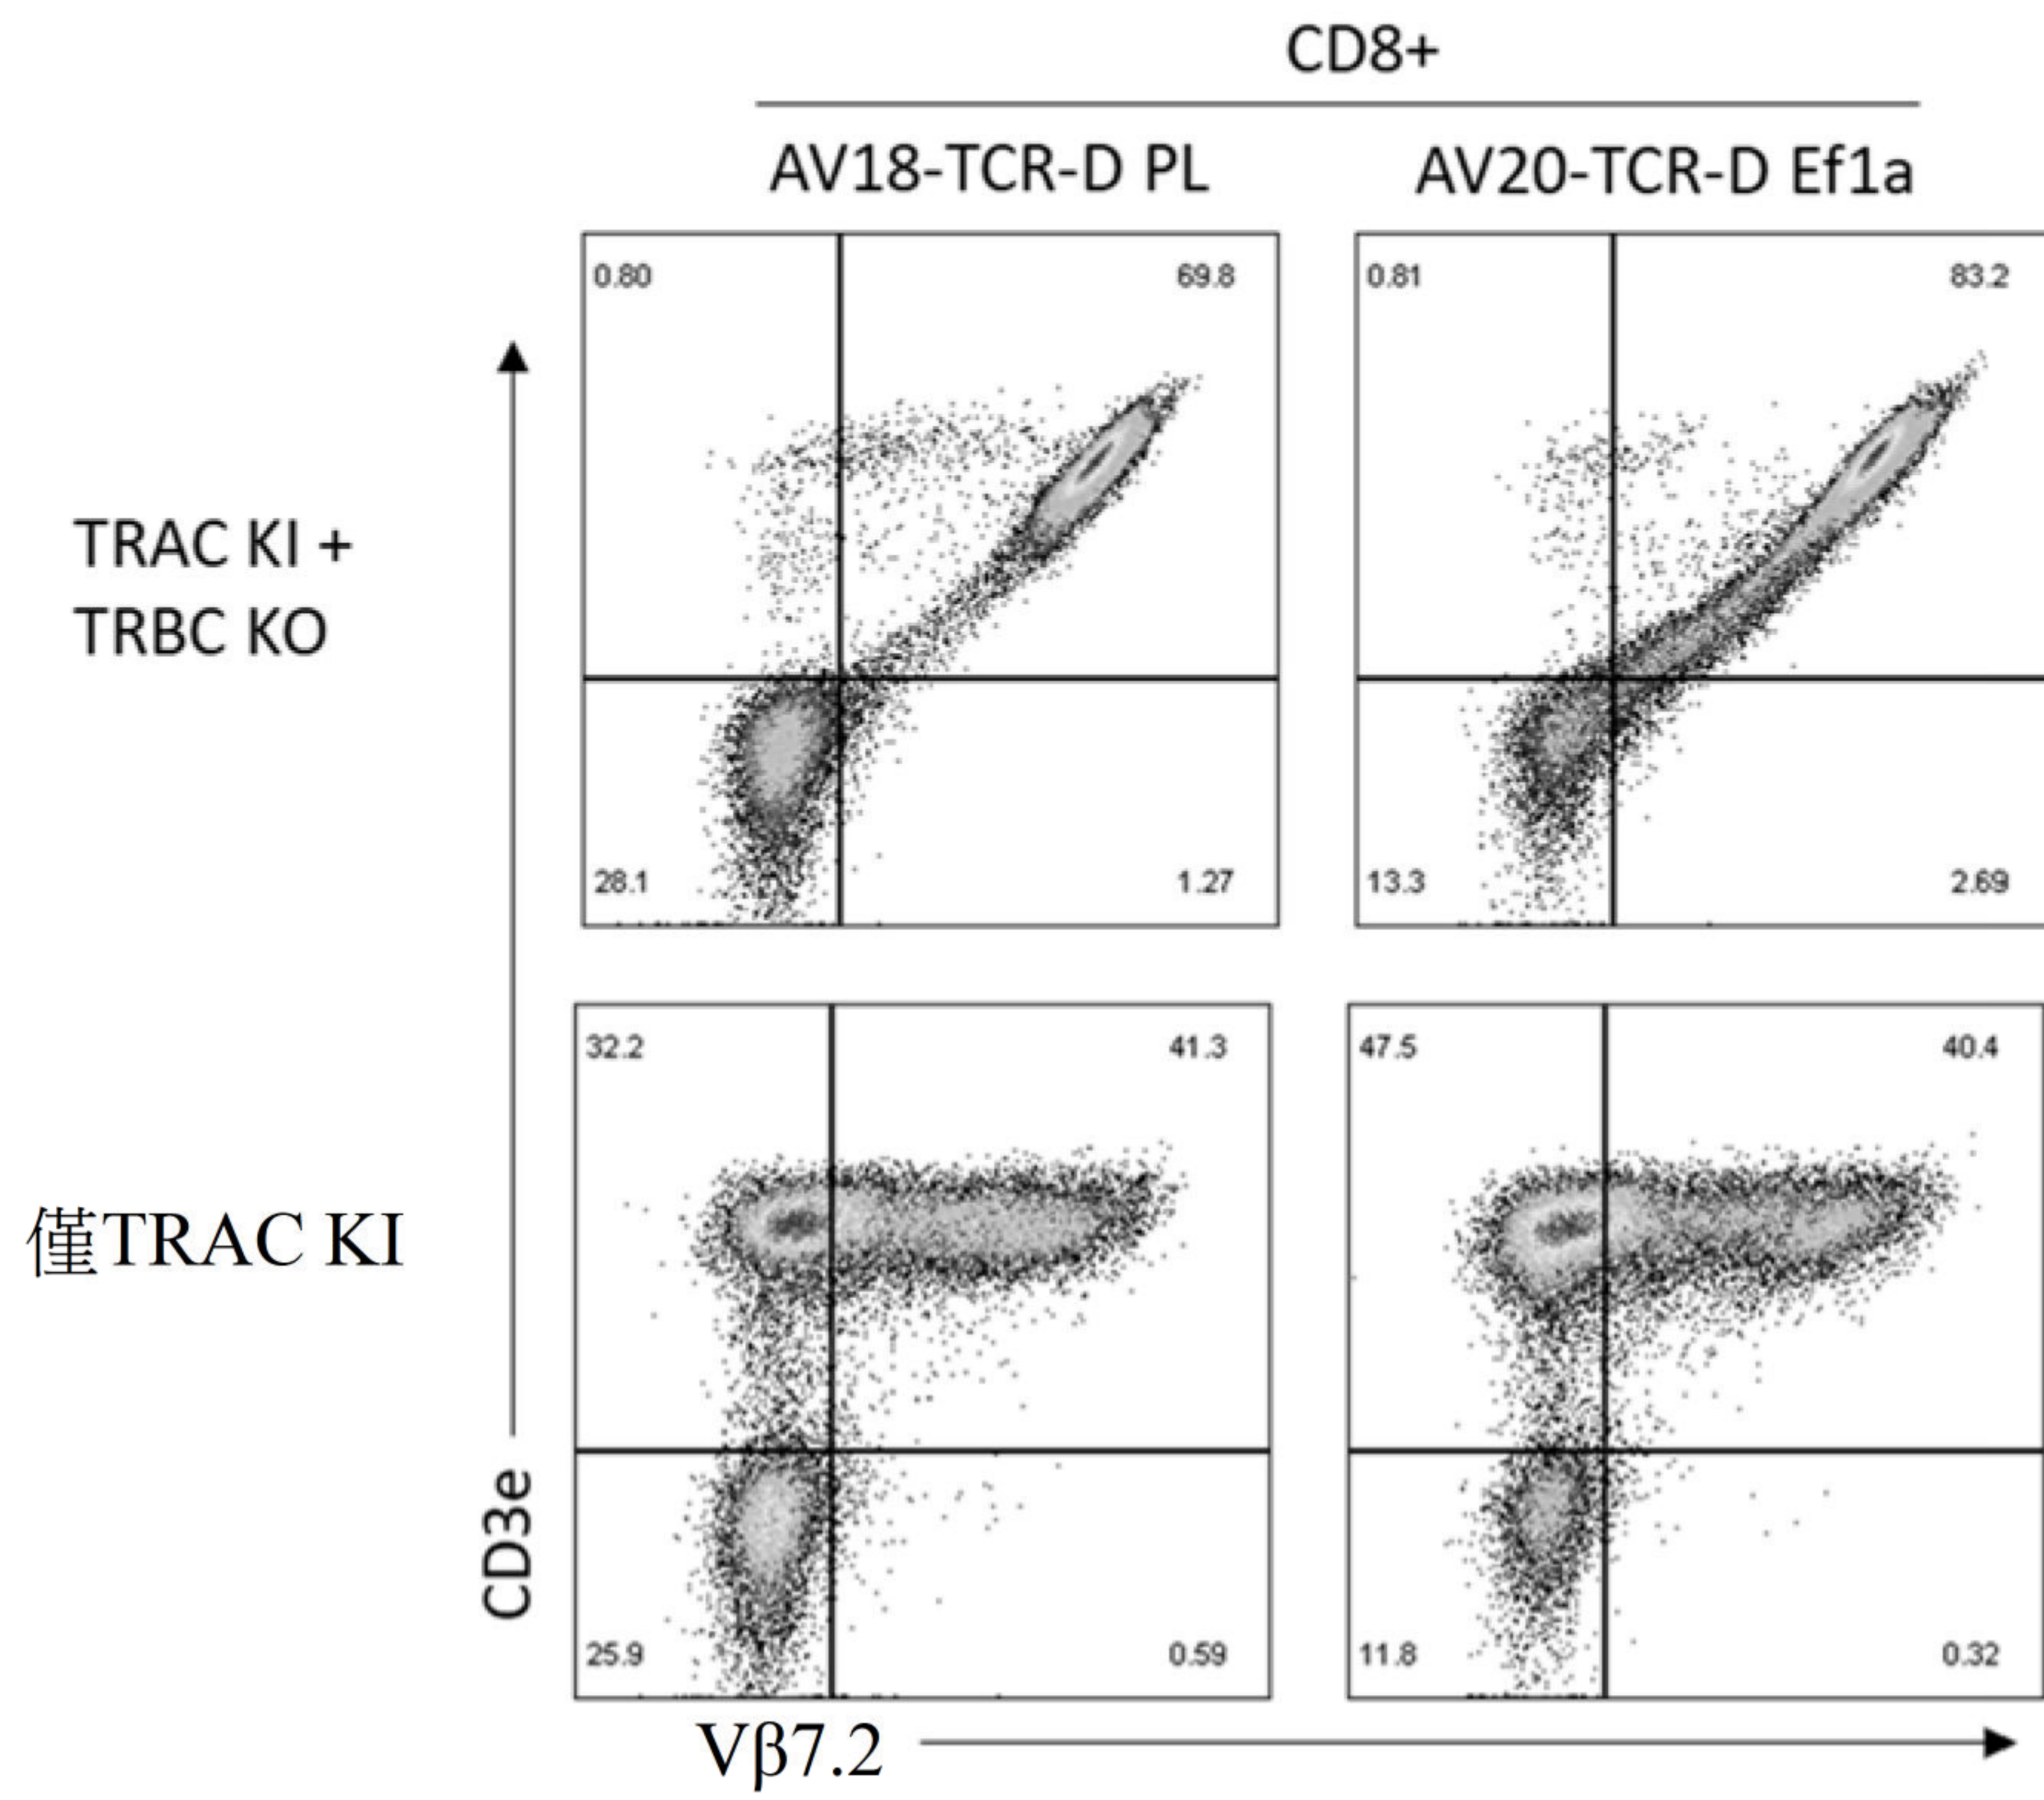 CD8+
AV18-TCR-D PL
AV20-TCR-D Ef1a
0.80
69.8
0.81
83.2
TRAC KI +
TRBC KO
28.1
1.27
13.3
2.69
32.2
41.3
47.5
40.4
僅TRAC KI
CD3e
25.9
0.59
11.8
0.32
Vβ7.2